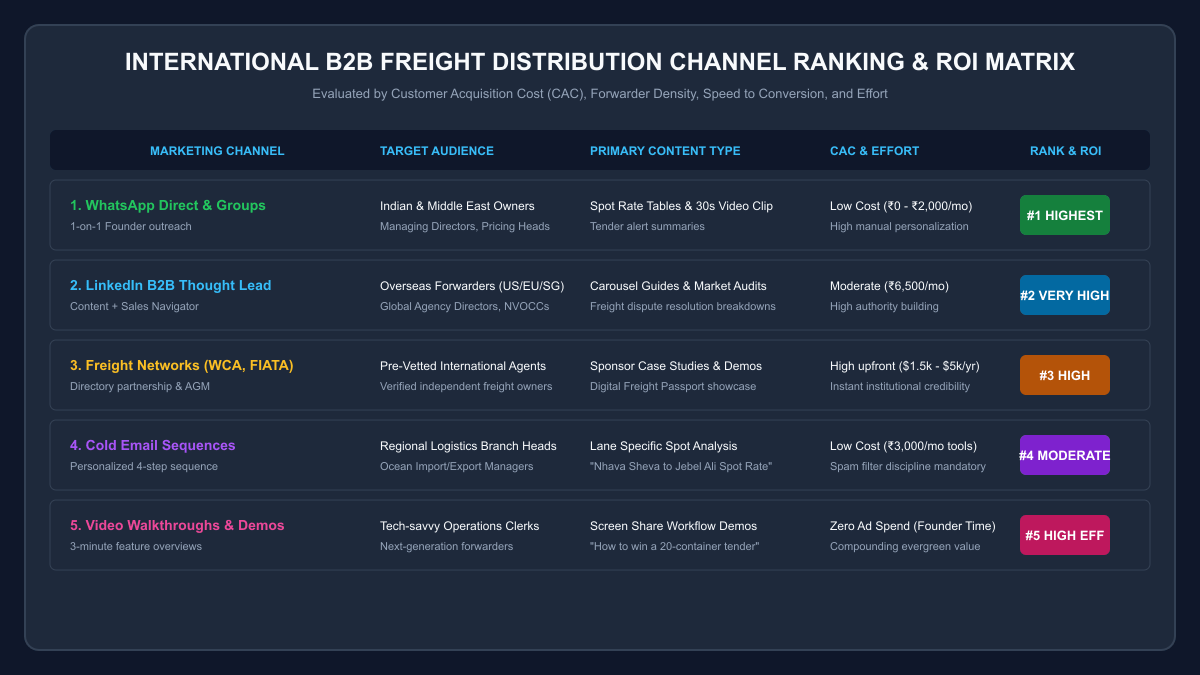 INTERNATIONAL B2B FREIGHT DISTRIBUTION CHANNEL RANKING & ROI MATRIX
Evaluated by Customer Acquisition Cost (CAC), Forwarder Density, Speed to Conversion, and Effort
MARKETING CHANNEL TARGET AUDIENCE PRIMARY CONTENT TYPE CAC & EFFORT RANK & ROI
1. WhatsApp Direct & Groups Indian & Middle East Owners Spot Rate Tables & 30s Video Clip Low Cost (₹0 - ₹2,000/mo) #1 HIGHEST
1-on-1 Founder outreach Managing Directors, Pricing Heads Tender alert summaries High manual personalization
2. LinkedIn B2B Thought Lead Overseas Forwarders (US/EU/SG) Carousel Guides & Market Audits Moderate (₹6,500/mo) #2 VERY HIGH
Content + Sales Navigator Global Agency Directors, NVOCCs Freight dispute resolution breakdowns High authority building
3. Freight Networks (WCA, FIATA) Pre-Vetted International Agents Sponsor Case Studies & Demos High upfront ($1.5k - $5k/yr) #3 HIGH
Directory partnership & AGM Verified independent freight owners Digital Freight Passport showcase Instant institutional credibility
4. Cold Email Sequences Regional Logistics Branch Heads Lane Specific Spot Analysis Low Cost (₹3,000/mo tools) #4 MODERATE
Personalized 4-step sequence Ocean Import/Export Managers "Nhava Sheva to Jebel Ali Spot Rate" Spam filter discipline mandatory
5. Video Walkthroughs & Demos Tech-savvy Operations Clerks Screen Share Workflow Demos Zero Ad Spend (Founder Time) #5 HIGH EFF
3-minute feature overviews Next-generation forwarders "How to win a 20-container tender" Compounding evergreen value